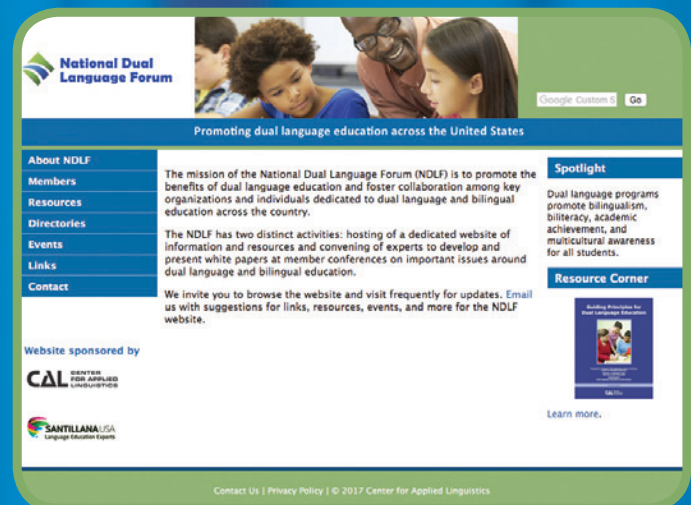 National Dual
Language Forum
Google Custom S
Go
Promoting dual language education across the United States
About NDLF
Members
Resources
Directories
Events
Links
Contact
Website sponsored by
CAL CENTER
FOR APPLIED
LINGUISTICS
SANTILLANA USA
Language Education Experts
The mission of the National Dual Language Forum (NDLF) is to promote the
benefits of dual language education and foster collaboration among key
organizations and individuals dedicated to dual language and bilingual
education across the country.
The NDLF has two distinct activities: hosting of a dedicated website of
information and resources and convening of experts to develop and
present white papers at member conferences on important issues around
dual language and bilingual education.
We invite you to browse the website and visit frequently for updates. Email
us with suggestions for links, resources, events, and more for the NDLF
website.
Spotlight
Dual language programs
promote bilingualism,
biliteracy, academic
achievement, and
multicultural awareness
for all students.
Resource Corner
Guiding Principles for
Dual Language Education
Learn more.
Contact Us | Privacy Policy | © 2017 Center for Applied Linguistics